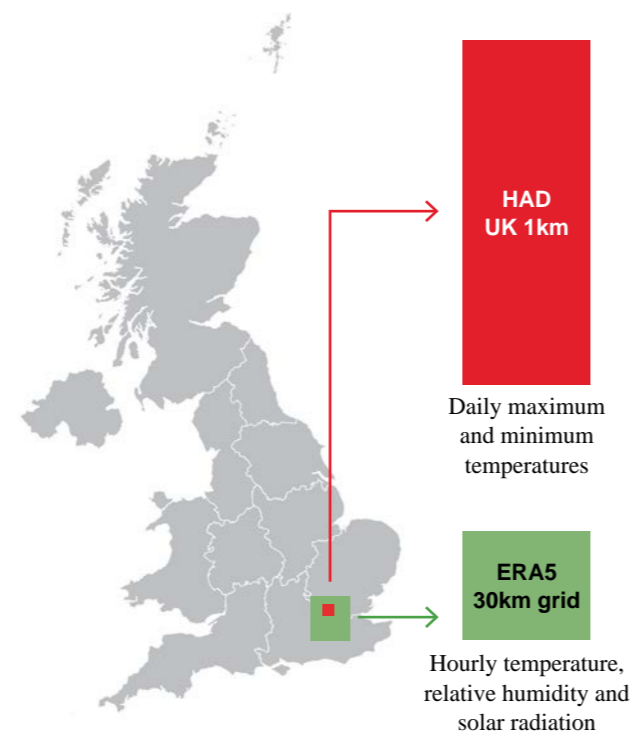 HAD
UK 1km
Daily maximum
and minimum
temperatures
ERA5
30km grid
Hourly temperature,
relative humidity and
solar radiation